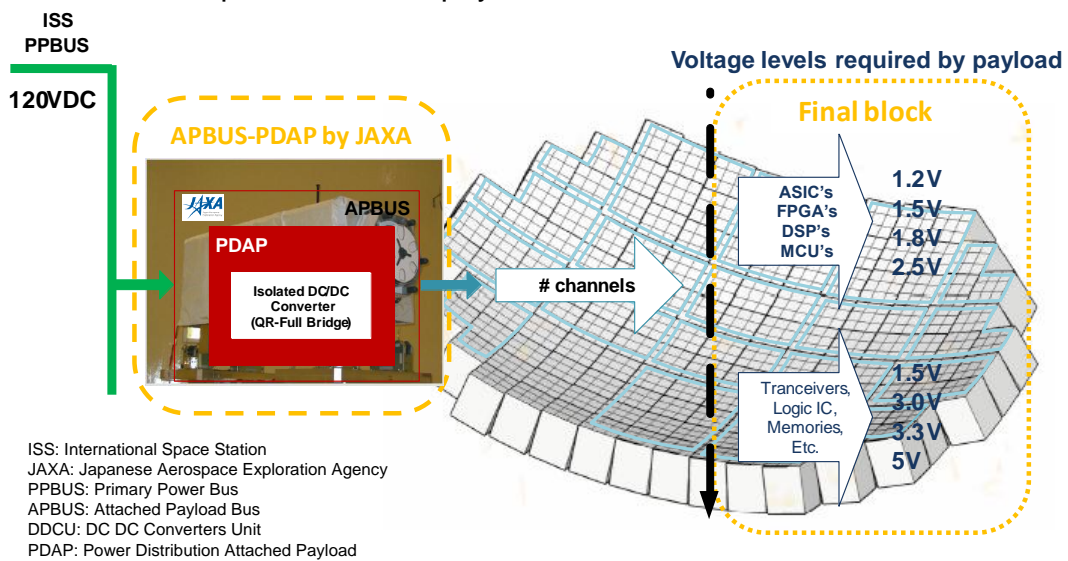 ISS
PPBUS
120VDC
APBUS-PDAP by JAXA
JAXA
APBUS
PDAP
Isolated DC/DC
Converter
(QR-Full Bridge)
# channels
Voltage levels required by payload
Final block
ASIC's
FPGA's
DSP's
MCU's
1.2V
1.5V
1.8V
2.5V
Tranceivers,
Logic IC,
Memories,
Etc.
1.5V
3.0V
3.3V
5V
ISS: International Space Station
JAXA: Japanese Aerospace Exploration Agency
PPBUS: Primary Power Bus
APBUS: Attached Payload Bus
DDCU: DC DC Converters Unit
PDAP: Power Distribution Attached Payload